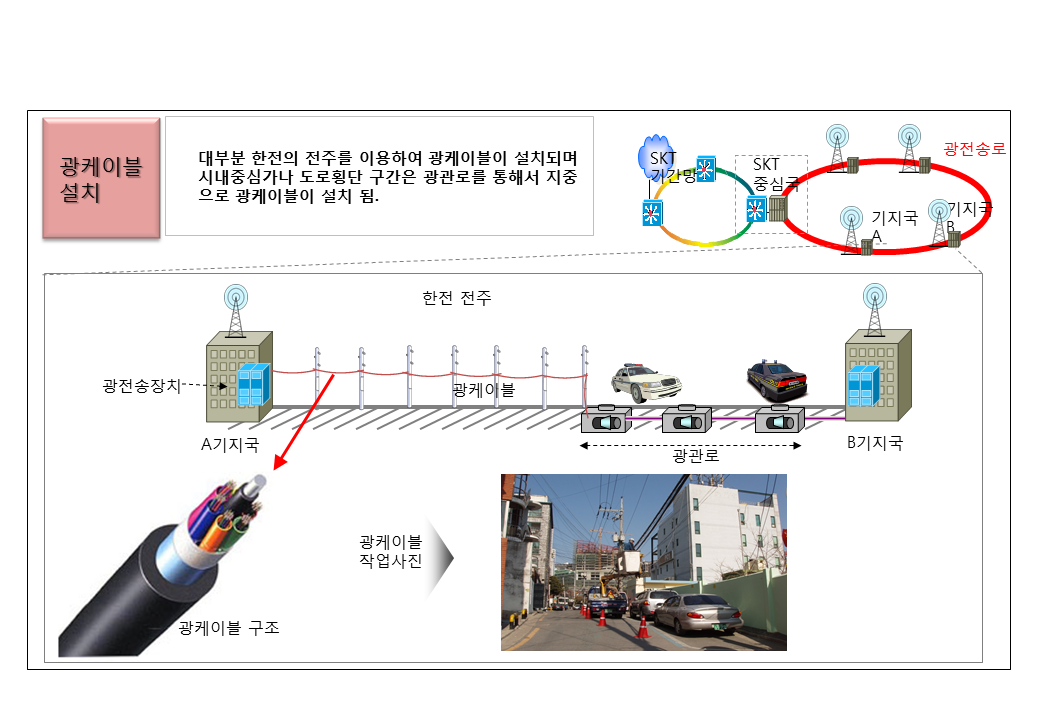 광케이블
설치
대부분 한전의 전주를 이용하여 광케이블이 설치되며
시내중심가나 도로횡단 구간은 광관로를 통해서 지중
으로 광케이블이 설치 됨.
SKT
기간망
SKT
중심국
광전송로
기지국
A
기지국
B
한전 전주
광전송장치
광케이블
A기지국
B기지국
광관로
광케이블
작업사진
광케이블 구조